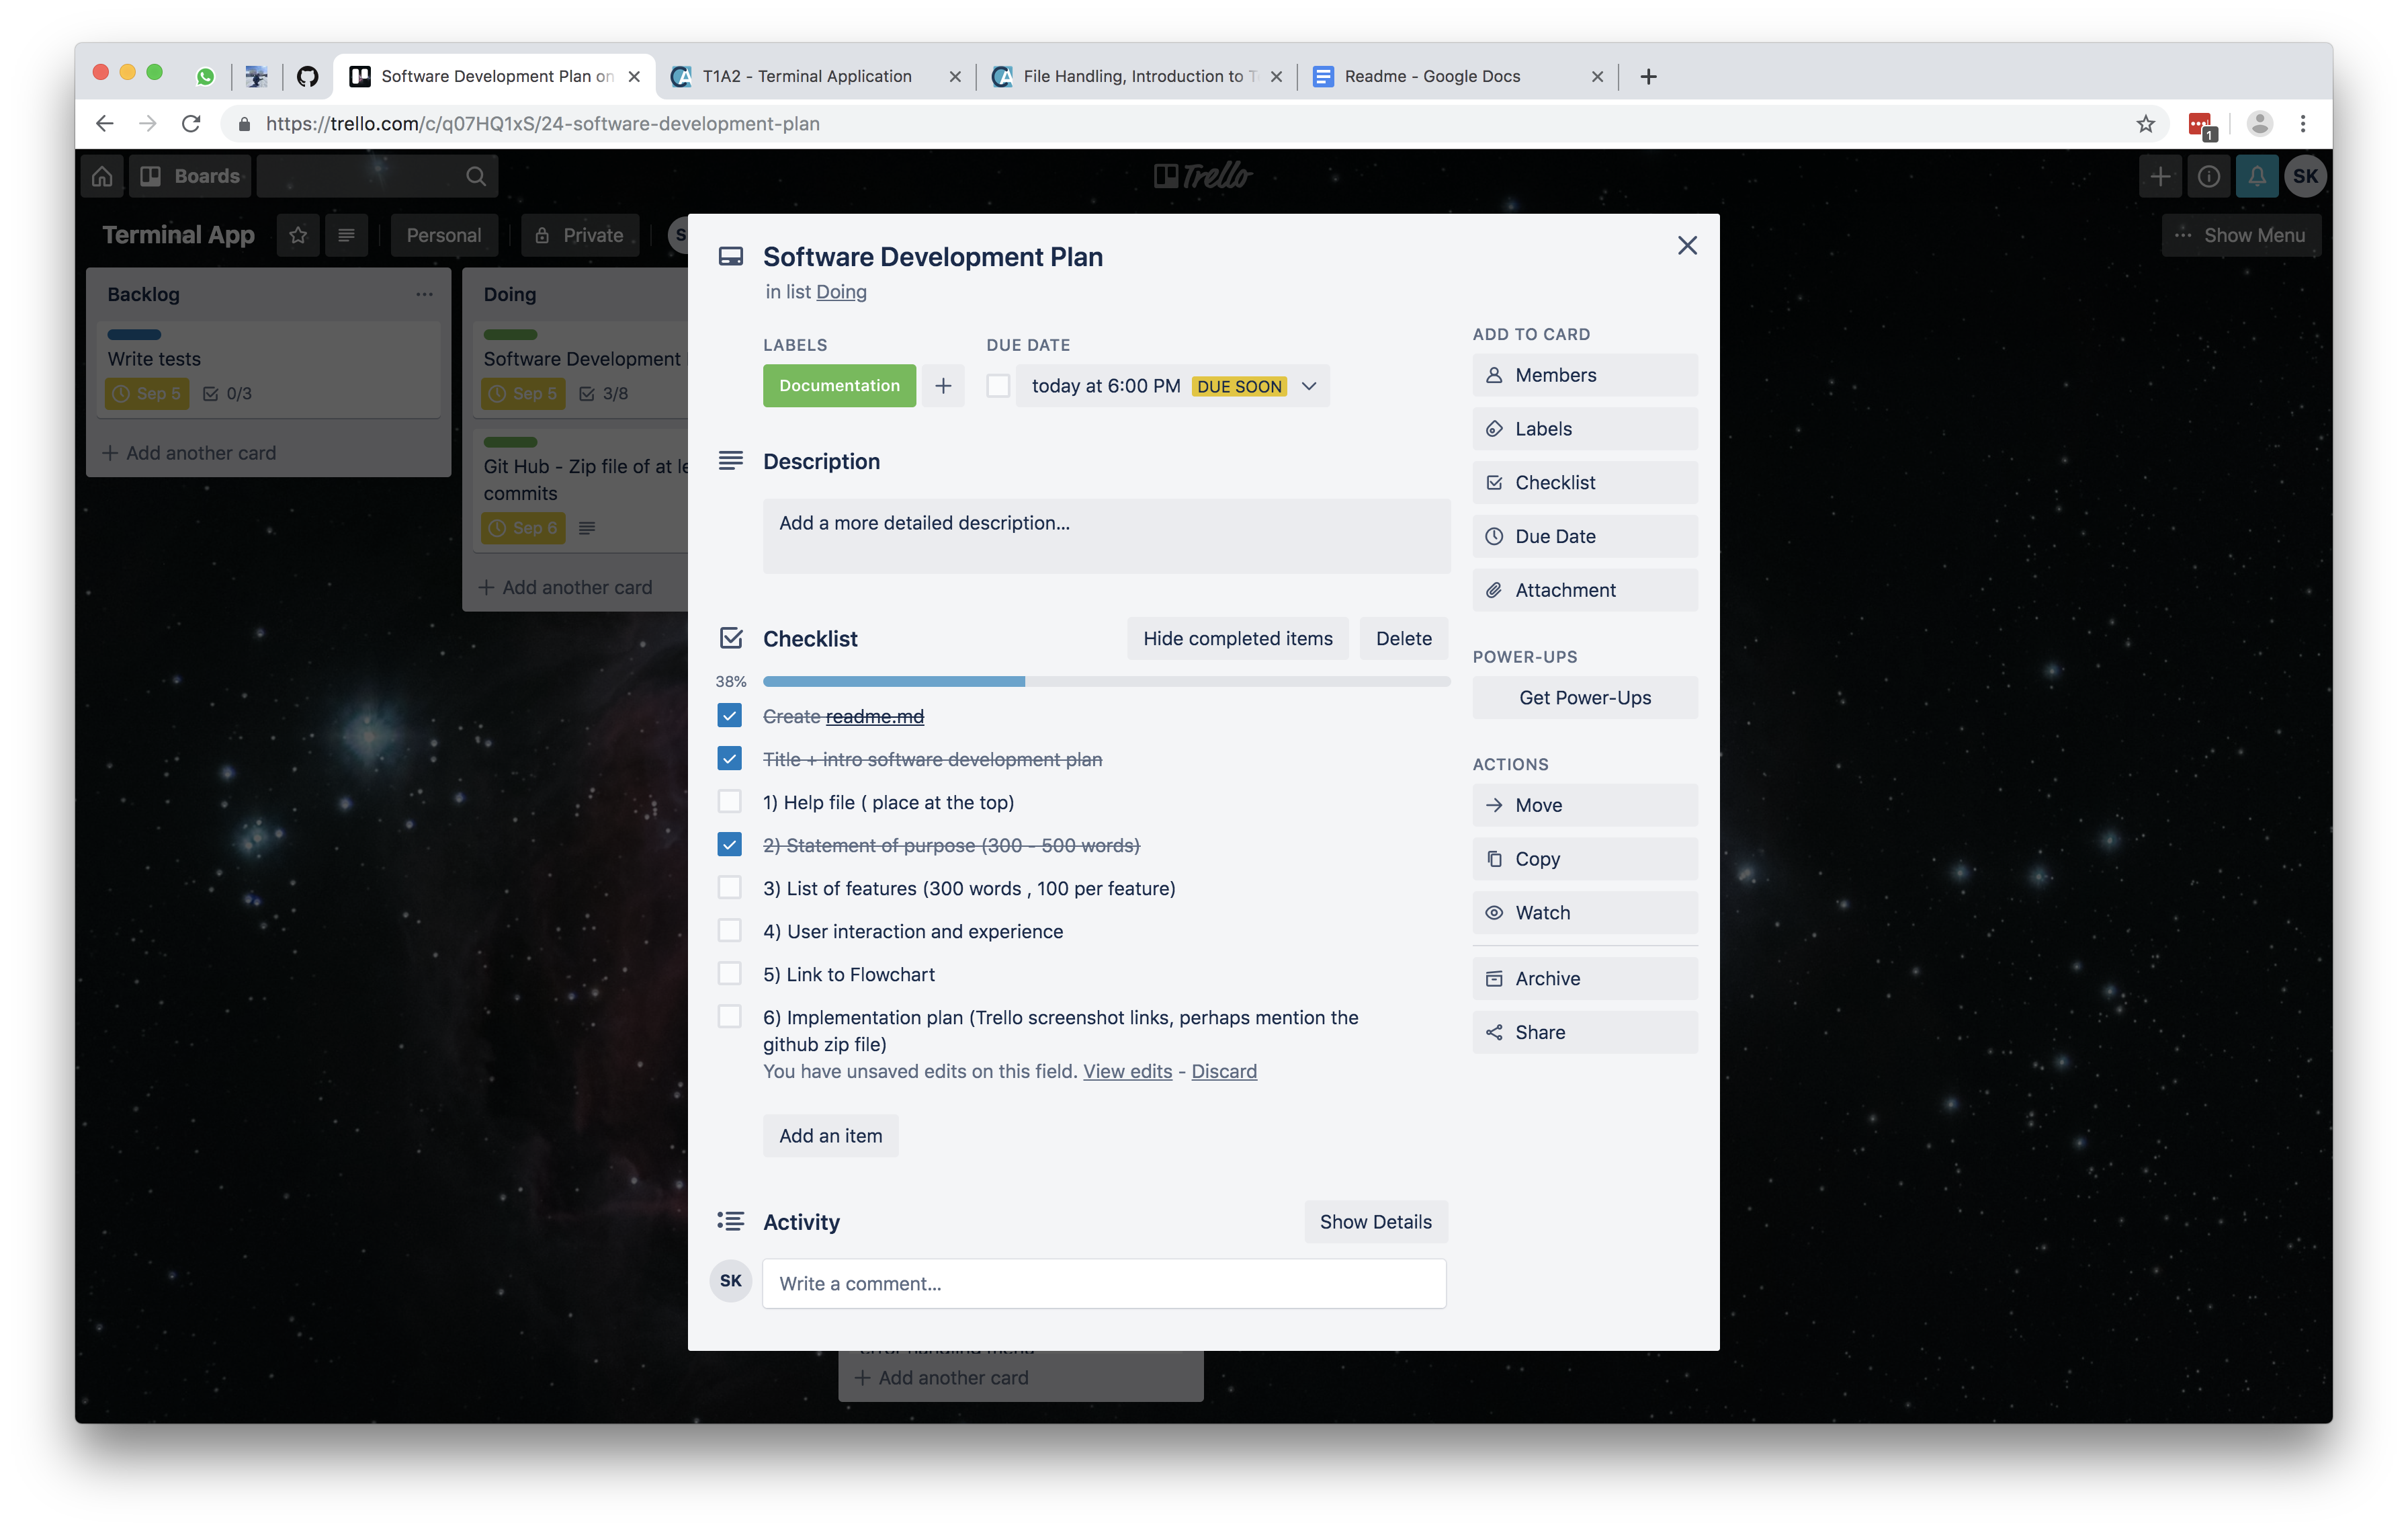 Software Development Plan on
T1A2 - Terminal Application
File Handling, Introduction to T
Readme - Google Docs
https://trello.com/c/q07HQ1xS/24-software-development-plan
1
Boards
Trello
SK
Terminal App
Personal
Private
S
Show Menu
Backlog
Write tests
Sep 5
0/3
Add another card
Doing
Software Development
Sep 5
3/8
Git Hub - Zip file of at le
commits
Sep 6
Add another card
Software Development Plan
in list Doing
LABELS
Documentation
DUE DATE
today at 6:00 PM DUE SOON
Description
Add a more detailed description...
Checklist
Hide completed items
Delete
38%
Create readme.md
Title + intro software development plan
1) Help file ( place at the top)
2) Statement of purpose (300 - 500 words)
3) List of features (300 words , 100 per feature)
4) User interaction and experience
5) Link to Flowchart
6) Implementation plan (Trello screenshot links, perhaps mention the
github zip file)
You have unsaved edits on this field. View edits - Discard
Add an item
Activity
Show Details
SK
Write a comment...
ADD TO CARD
Members
Labels
Checklist
Due Date
Attachment
POWER-UPS
Get Power-Ups
ACTIONS
Move
Copy
Watch
Archive
Share
Add another card